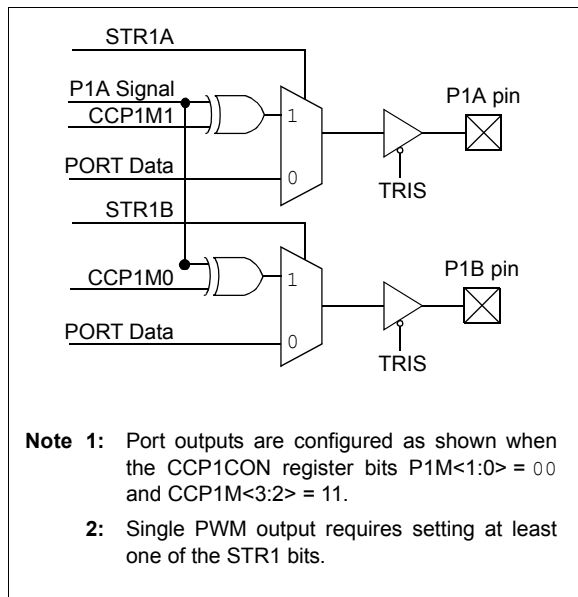 STR1A
P1A Signal
P1A pin
CCP1M1
1
PORT Data
0
TRIS
STR1B
P1B pin
CCP1M0
1
PORT Data
0
TRIS
Note 1: Port outputs are configured as shown when
the CCP1CON register bits P1M<1:0> = 00
and CCP1M<3:2> = 11.
2: Single PWM output requires setting at least
one of the STR1 bits.